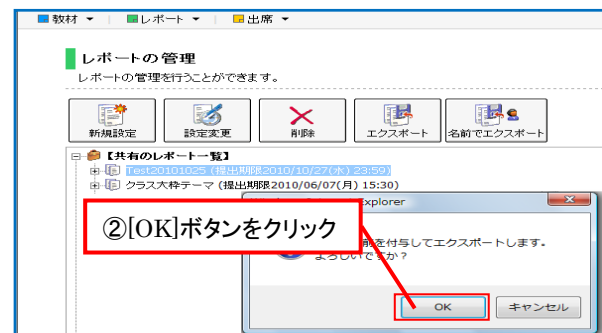 教材 ▼ レポート ▼ 出席 ▼
レポートの管理
レポートの管理を行うことができます。
新規設定 設定変更 削除 エクスポート 名前でエクスポート
【共有のレポート一覧】
Test20101025 (提出期限2010/10/27(水) 23:59)
クラス大枠テーマ (提出期限2010/06/07(月) 15:30)
Explorer
②[OK]ボタンをクリック
前を付与してエクスポートします。
よろしいですか？
OK キャンセル